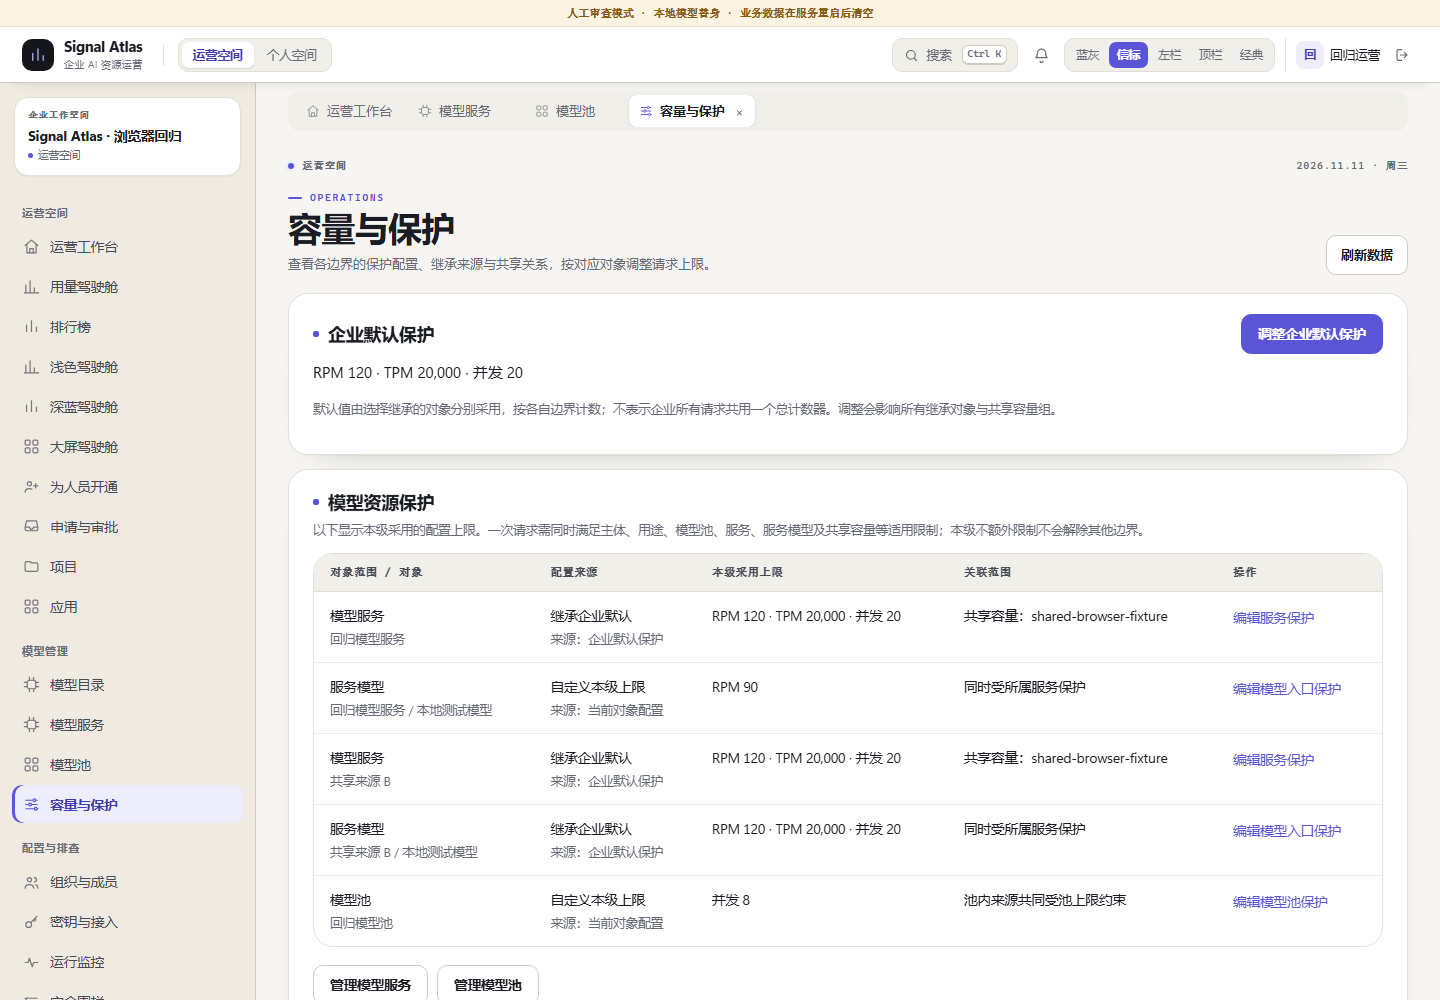 人工审查模式 · 本地模型替身 · 业务数据在服务重启后清空
Signal Atlas
企业 AI 资源运营
运营空间
个人空间
搜索
Ctrl K
蓝灰
信标
左栏
顶栏
经典
回
回归运营
企业工作空间
Signal Atlas · 浏览器回归
运营空间
运营空间
运营工作台
用量驾驶舱
排行榜
浅色驾驶舱
深蓝驾驶舱
大屏驾驶舱
为人员开通
申请与审批
项目
应用
模型管理
模型目录
模型服务
模型池
容量与保护
配置与排查
组织与成员
密钥与接入
运行监控
运营工作台
模型服务
模型池
容量与保护
×
运营空间
2026.11.11 · 周三
OPERATIONS
容量与保护
查看各边界的保护配置、继承来源与共享关系，按对应对象调整请求上限。
刷新数据
企业默认保护
调整企业默认保护
RPM 120 · TPM 20,000 · 并发 20
默认值由选择继承的对象分别采用，按各自边界计数；不表示企业所有请求共用一个总计数器。调整会影响所有继承对象与共享容量组。
模型资源保护
以下显示本级采用的配置上限。一次请求需同时满足主体、用途、模型池、服务、服务模型及共享容量等适用限制；本级不额外限制不会解除其他边界。
对象范围 / 对象
配置来源
本级采用上限
关联范围
操作
模型服务
回归模型服务
继承企业默认
来源：企业默认保护
RPM 120 · TPM 20,000 · 并发 20
共享容量：shared-browser-fixture
编辑服务保护
服务模型
回归模型服务 / 本地测试模型
自定义本级上限
来源：当前对象配置
RPM 90
同时受所属服务保护
编辑模型入口保护
模型服务
共享来源 B
继承企业默认
来源：企业默认保护
RPM 120 · TPM 20,000 · 并发 20
共享容量：shared-browser-fixture
编辑服务保护
服务模型
共享来源 B / 本地测试模型
继承企业默认
来源：企业默认保护
RPM 120 · TPM 20,000 · 并发 20
同时受所属服务保护
编辑模型入口保护
模型池
回归模型池
自定义本级上限
来源：当前对象配置
并发 8
池内来源共同受池上限约束
编辑模型池保护
管理模型服务
管理模型池